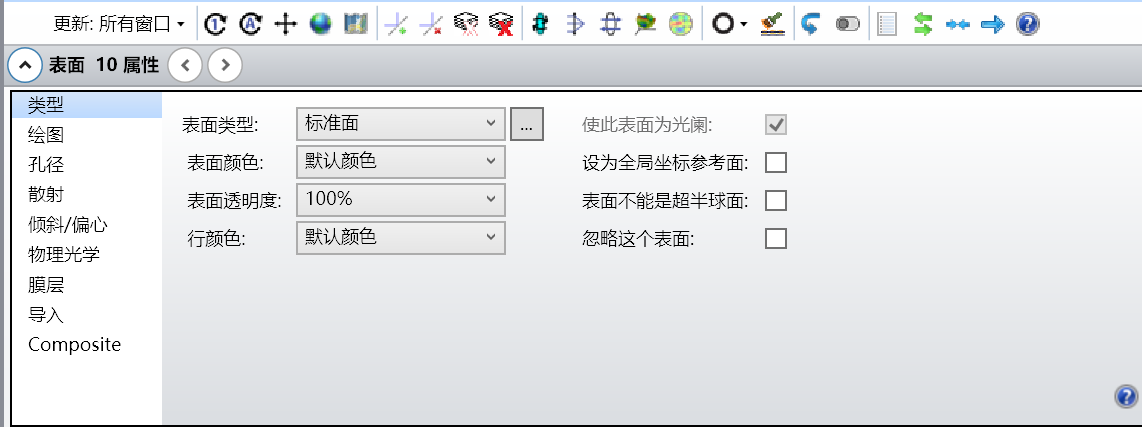 更新: 所有窗口
表面 10 属性
类型
绘图
孔径
散射
倾斜/偏心
物理光学
膜层
导入
Composite
表面类型: 标准面 ...
表面颜色: 默认颜色
表面透明度: 100%
行颜色: 默认颜色
使此表面为光阑:
设为全局坐标参考面:
表面不能是超半球面:
忽略这个表面: